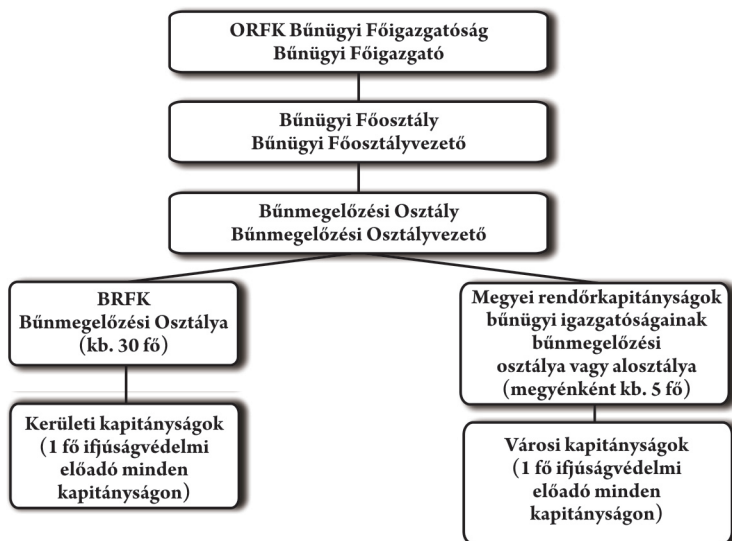 ORFK Bűnügyi Főigazgatóság
Bűnügyi Főigazgató
Bűnügyi Főosztály
Bűnügyi Főosztályvezető
Bűnmegelőzési Osztály
Bűnmegelőzési Osztályvezető
BRFK
Bűnmegelőzési Osztálya
(kb. 30 fő)
Kerületi kapitányságok
(1 fő ifjúságvédelmi
előadó minden
kapitányságon)
Megyei rendőrkapitányságok
bűnügyi igazgatóságainak
bűnmegelőzési
osztálya vagy alosztálya
(megyénként kb. 5 fő)
Városi kapitányságok
(1 fő ifjúságvédelmi
előadó minden
kapitányságon)